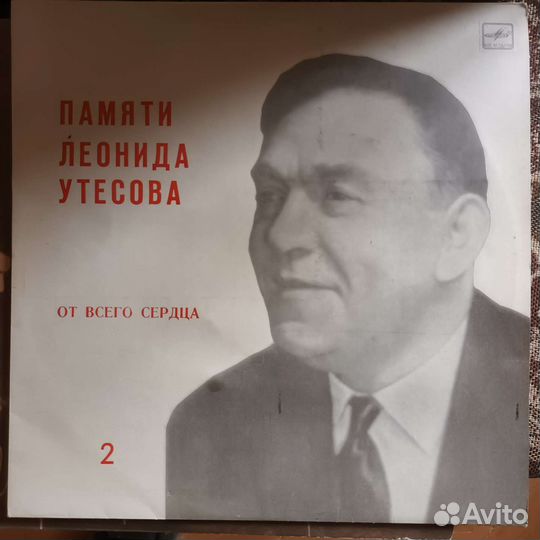 ПАМЯТИ
ЛЕОНИДА
УТЕСОВА
ОТ ВСЕГО СЕРДЦА
2
Avito